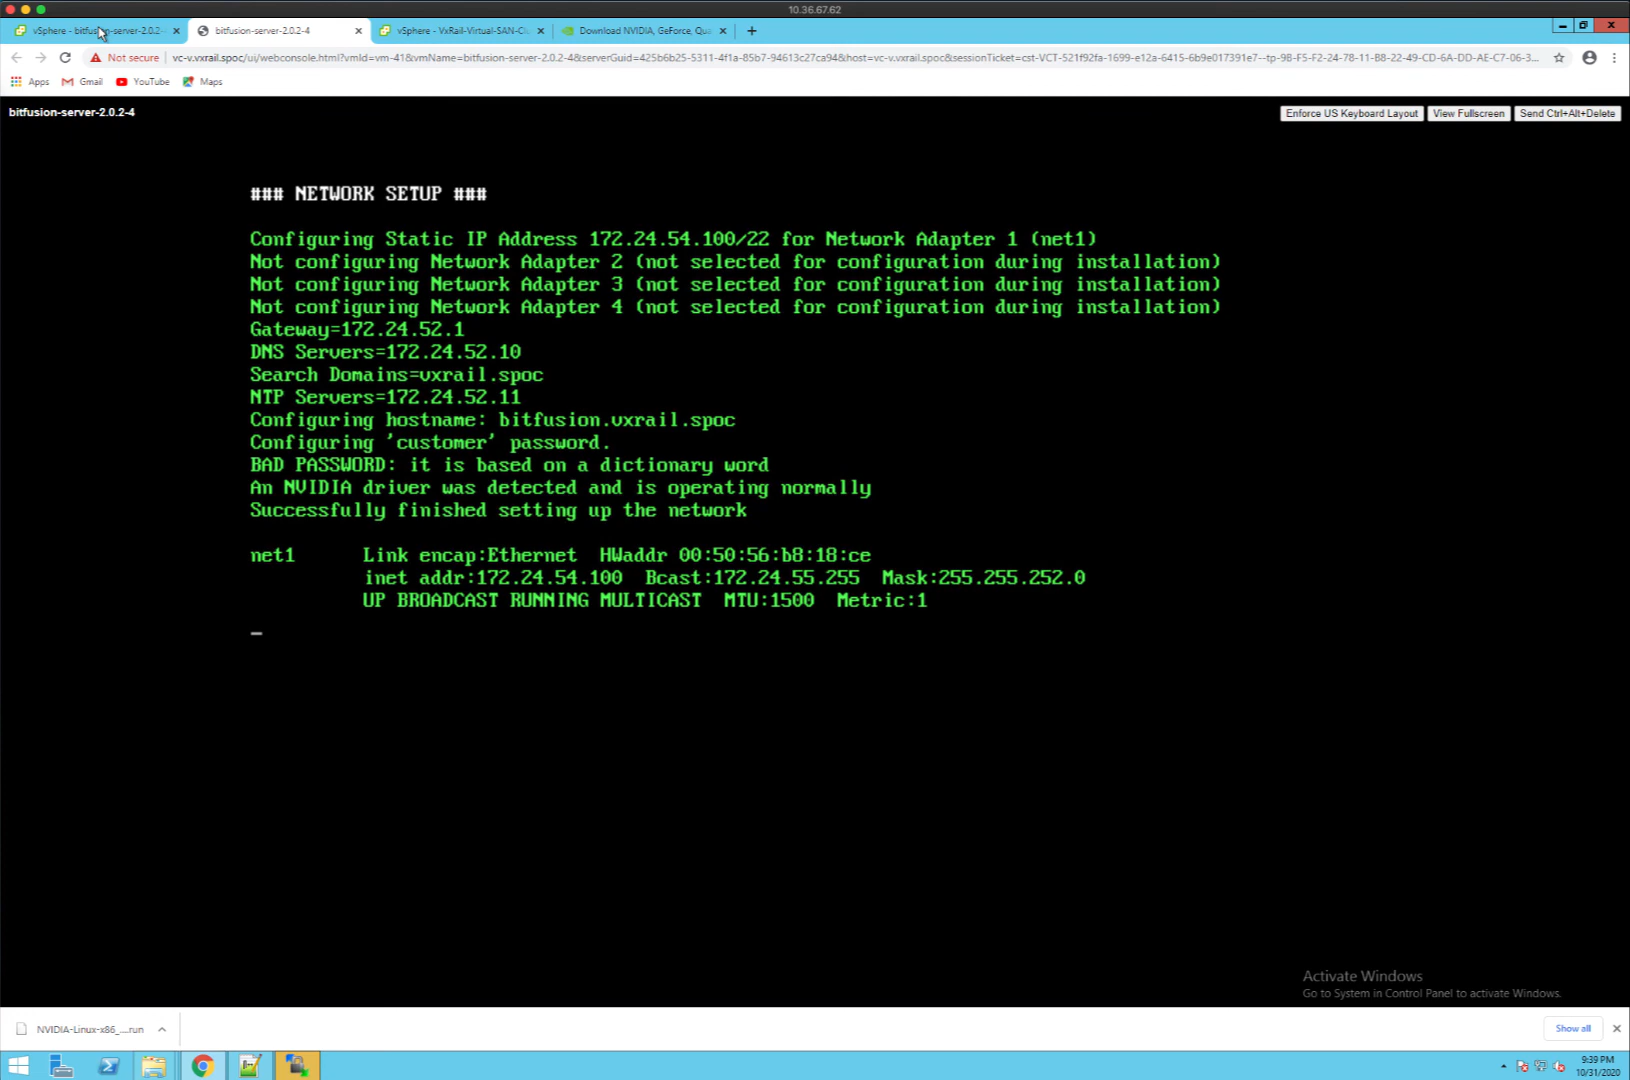 10.36.67.62
vSphere - bitfusion-server-2.0.2-
bitfusion-server-2.0.2-4
vSphere - VxRail-Virtual-SAN-Cl
Download NVIDIA, GeForce, Qua
Not secure
vc-v.vxrail.spoc/ui/webconsole.html?vmId=vm-41&vmName=bitfusion-server-2.0.2-4&serverGuid=425b6b25-5311-4f1a-85b7-94613c27ca94&host=vc-v.vxrail.spoc&sessionTicket=cst-VCT-521f92fa-1699-e12a-6415-6b9e017391e7--tp-9B-F5-F2-24-78-11-B8-22-49-CD-6A-DD-AE-C7-06-3...
Apps
Gmail
YouTube
Maps
bitfusion-server-2.0.2-4
Enforce US Keyboard Layout
View Fullscreen
Send Ctrl+Alt+Delete
### NETWORK SETUP ###
Configuring Static IP Address 172.24.54.100/22 for Network Adapter 1 (net1)
Not configuring Network Adapter 2 (not selected for configuration during installation)
Not configuring Network Adapter 3 (not selected for configuration during installation)
Not configuring Network Adapter 4 (not selected for configuration during installation)
Gateway=172.24.52.1
DNS Servers=172.24.52.10
Search Domains=vxrail.spoc
NTP Servers=172.24.52.11
Configuring hostname: bitfusion.vxrail.spoc
Configuring 'customer' password.
BAD PASSWORD: it is based on a dictionary word
An NVIDIA driver was detected and is operating normally
Successfully finished setting up the network
net1 Link encap:Ethernet HWaddr 00:50:56:b8:18:ce
inet addr:172.24.54.100 Bcast:172.24.55.255 Mask:255.255.252.0
UP BROADCAST RUNNING MULTICAST MTU:1500 Metric:1
Activate Windows
Go to System in Control Panel to activate Windows.
NVIDIA-Linux-x86_....run
Show all
9:39 PM
10/31/2020